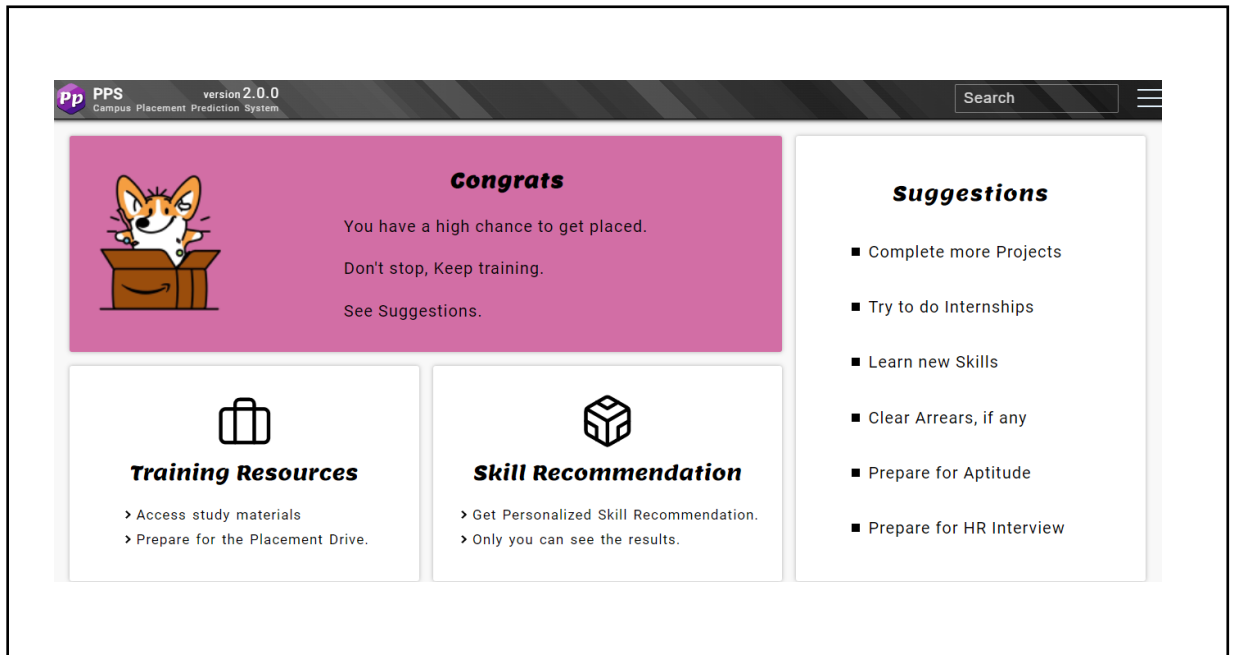 Pp PPS version 2.0.0
Campus Placement Prediction System
Search
Congrats
You have a high chance to get placed.
Don't stop, Keep training.
See Suggestions.
Training Resources
Access study materials
Prepare for the Placement Drive.
Skill Recommendation
Get Personalized Skill Recommendation.
Only you can see the results.
Suggestions
Complete more Projects
Try to do Internships
Learn new Skills
Clear Arrears, if any
Prepare for Aptitude
Prepare for HR Interview